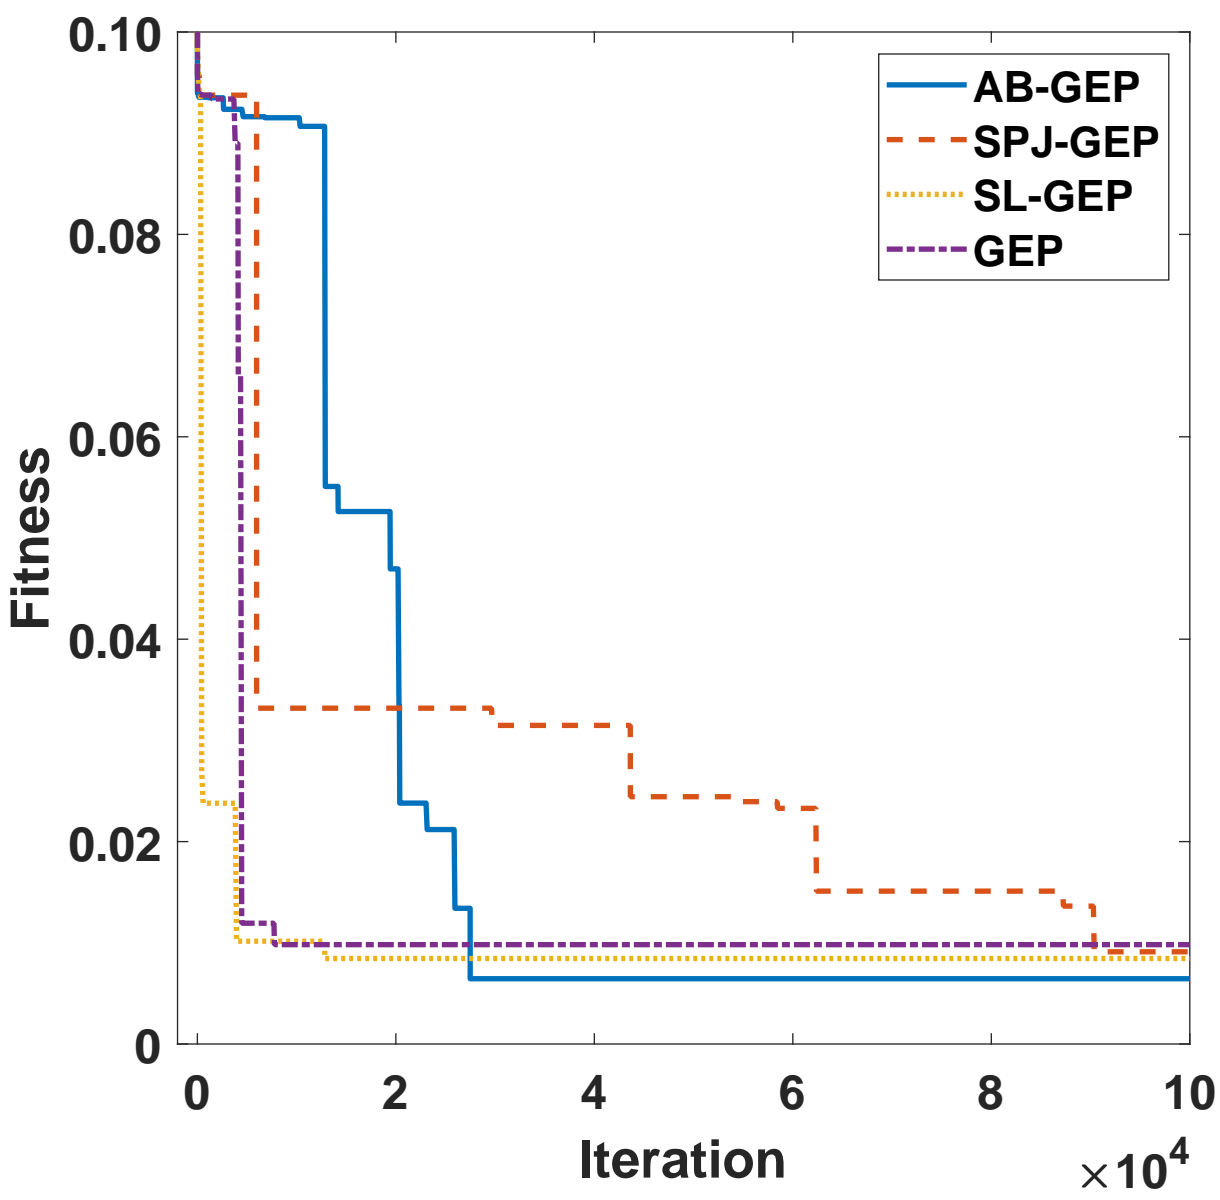 0.10
0.08
0.06
0.04
0.02
0
Fitness
AB-GEP
SPJ-GEP
SL-GEP
GEP
0 2 4 6 8 10
Iteration
×10⁴